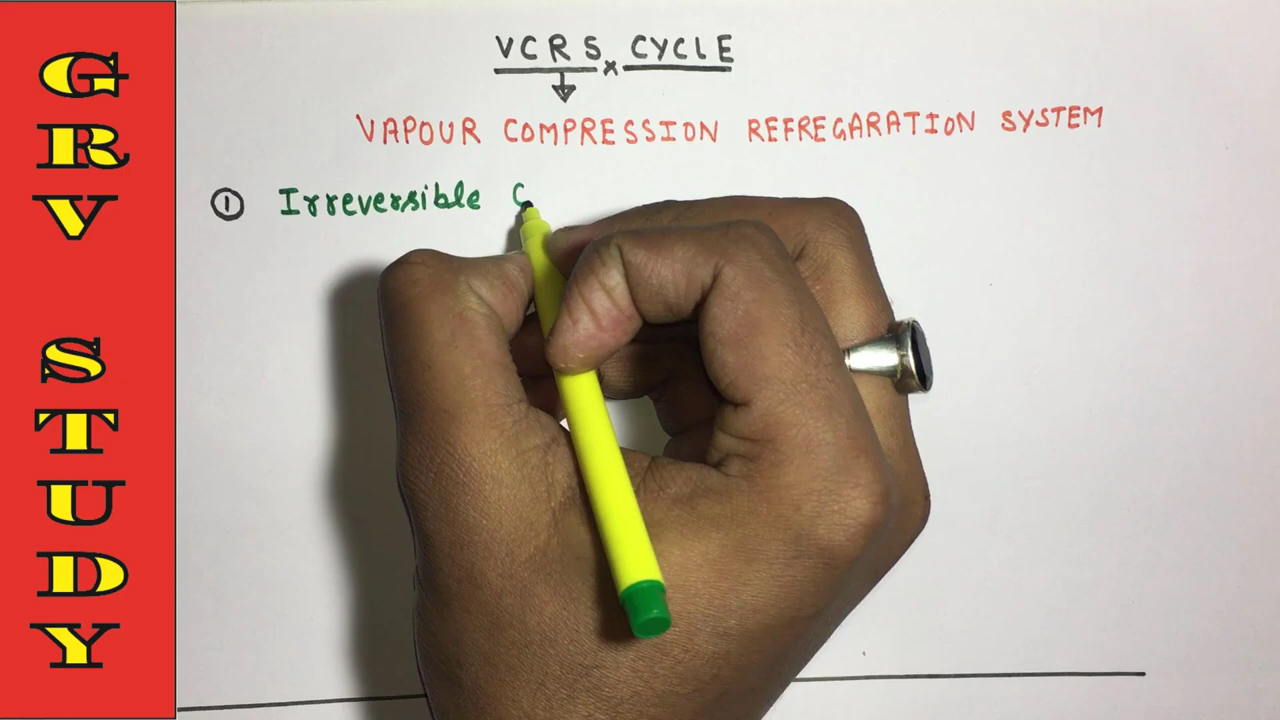 GRV STUDY
VCRS CYCLE
VAPOUR COMPRESSION REFREGARATION SYSTEM
① Irreversible C